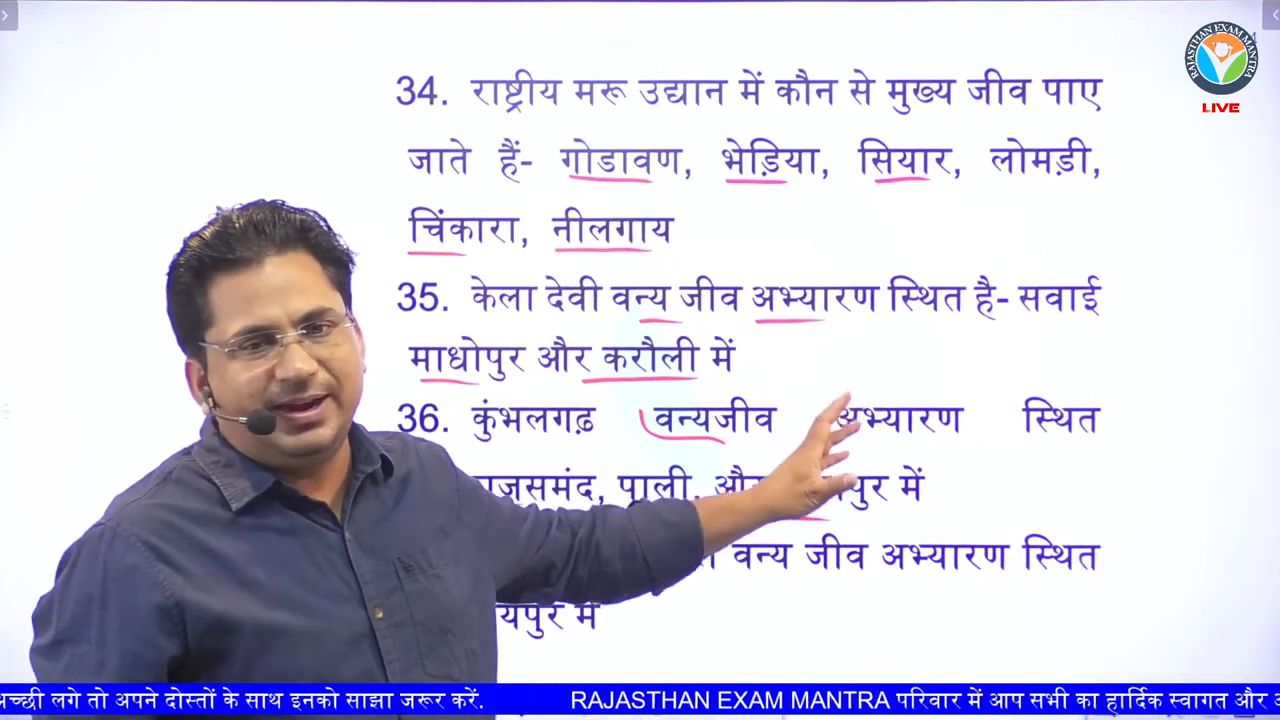 RAJASTHAN EXAM MANTRA
LIVE
34. राष्ट्रीय मरू उद्यान में कौन से मुख्य जीव पाए
जाते हैं- गोडावण, भेड़िया, सियार, लोमड़ी,
चिंकारा, नीलगाय
35. केला देवी वन्य जीव अभ्यारण स्थित है- सवाई
माधोपुर और करौली में
36. कुंभलगढ़ वन्यजीव अभ्यारण स्थित
पाली, में
वन्य जीव अभ्यारण स्थित
में
अच्छी लगे तो अपने दोस्तों के साथ इनको साझा जरूर करें. RAJASTHAN EXAM MANTRA परिवार में आप सभी का हार्दिक स्वागत और